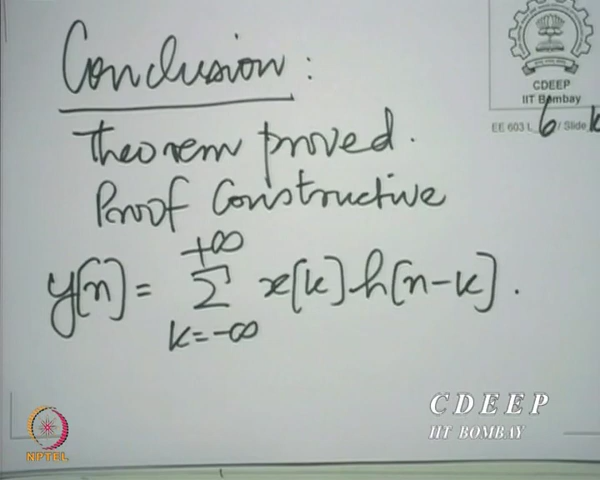 Conclusion:
CDEEP
IIT Bombay
EE 603 L 6 / Slide
Theorem proved.
Proof Constructive
y[n] = +∞ Σ k=-∞ x[k] h[n-k].
CDEEP
IIT BOMBAY
NPTEL